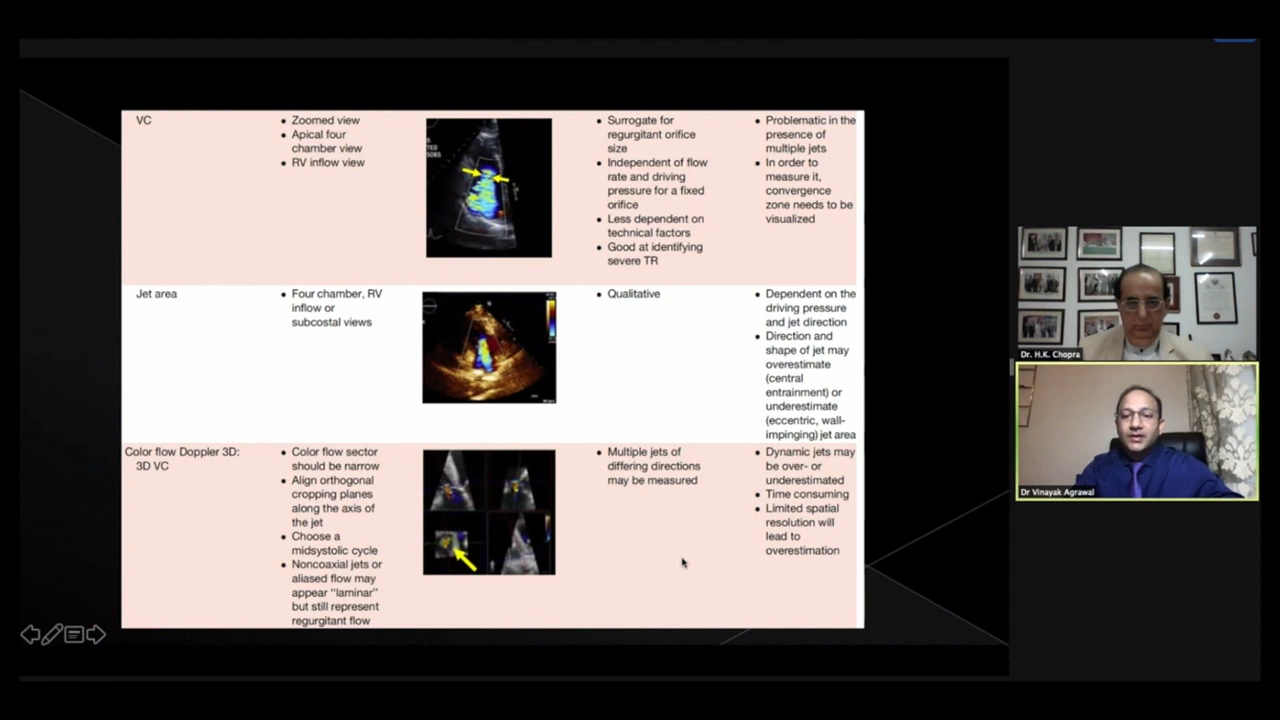 VC
• Zoomed view
• Apical four
chamber view
• RV inflow view
• Surrogate for
regurgitant orifice
size
• Independent of flow
rate and driving
pressure for a fixed
orifice
• Less dependent on
technical factors
• Good at identifying
severe TR
• Problematic in the
presence of
multiple jets
• In order to
measure it,
convergence
zone needs to be
visualized
Jet area
• Four chamber, RV
inflow or
subcostal views
• Qualitative
• Dependent on the
driving pressure
and jet direction
• Direction and
shape of jet may
overestimate
(central
entrainment) or
underestimate
(eccentric, wall-
impinging) jet area
Color flow Doppler 3D:
3D VC
• Color flow sector
should be narrow
• Align orthogonal
cropping planes
along the axis of
the jet
• Choose a
midsystolic cycle
• Noncoaxial jets or
aliased flow may
appear ‘‘laminar’’
but still represent
regurgitant flow
• Multiple jets of
differing directions
may be measured
• Dynamic jets may
be over- or
underestimated
• Time consuming
• Limited spatial
resolution will
lead to
overestimation
Dr. H.K. Chopra
Dr Vinayak Agrawal